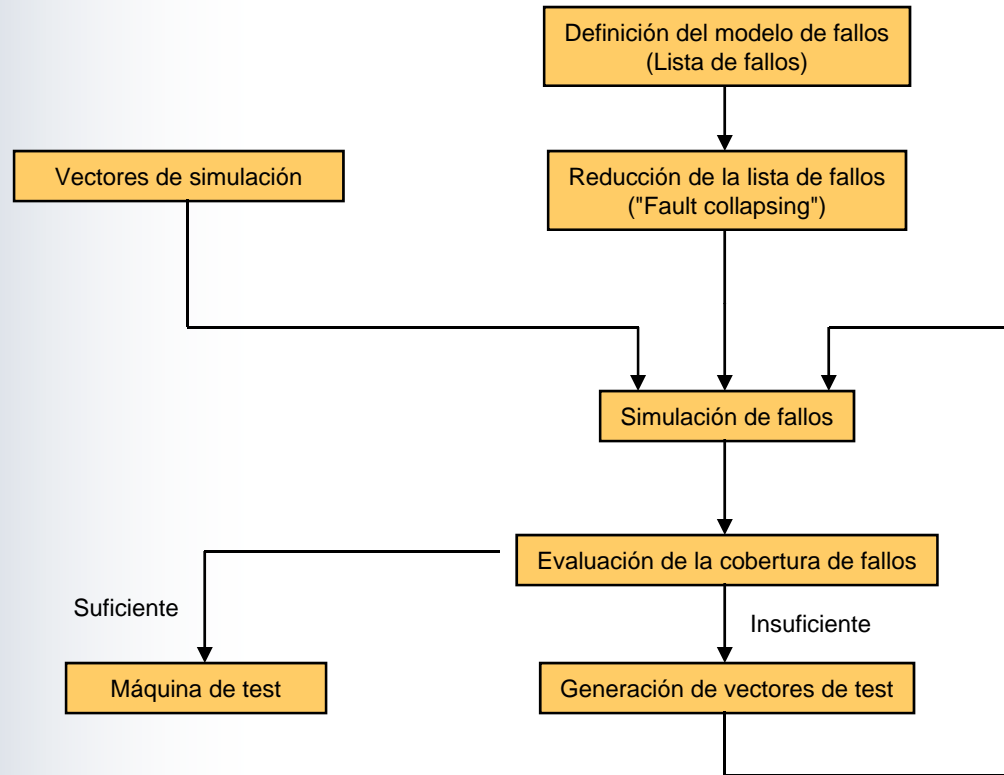 Definición del modelo de fallos
(Lista de fallos)
Vectores de simulación
Reducción de la lista de fallos
("Fault collapsing")
Simulación de fallos
Evaluación de la cobertura de fallos
Suficiente
Insuficiente
Máquina de test
Generación de vectores de test